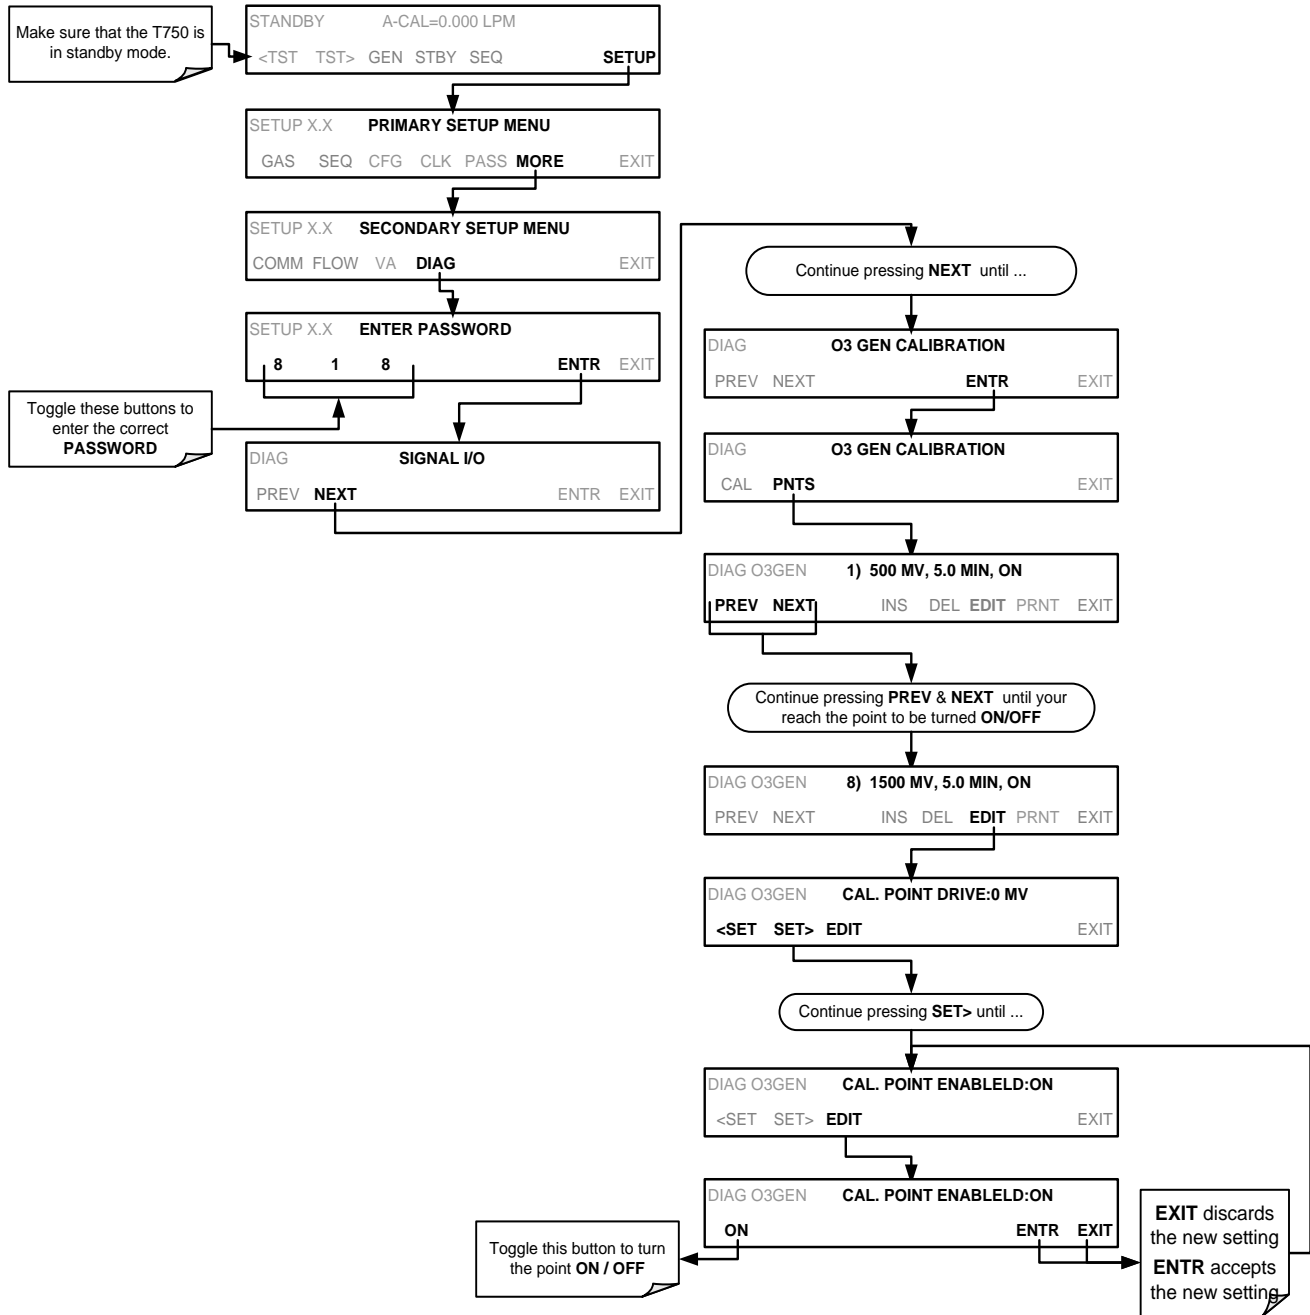 Make sure that the T750 is
in standby mode.
STANDBY A-CAL=0.000 LPM
<TST TST> GEN STBY SEQ SETUP
SETUP X.X PRIMARY SETUP MENU
GAS SEQ CFG CLK PASS MORE EXIT
SETUP X.X SECONDARY SETUP MENU
COMM FLOW VA DIAG EXIT
SETUP X.X ENTER PASSWORD
8 1 8 ENTR EXIT
Toggle these buttons to
enter the correct
PASSWORD
DIAG SIGNAL I/O
PREV NEXT ENTR EXIT
Continue pressing NEXT until ...
DIAG O3 GEN CALIBRATION
PREV NEXT ENTR EXIT
DIAG O3 GEN CALIBRATION
CAL PNTS EXIT
DIAG O3GEN 1) 500 MV, 5.0 MIN, ON
PREV NEXT INS DEL EDIT PRNT EXIT
Continue pressing PREV & NEXT until your
reach the point to be turned ON/OFF
DIAG O3GEN 8) 1500 MV, 5.0 MIN, ON
PREV NEXT INS DEL EDIT PRNT EXIT
DIAG O3GEN CAL. POINT DRIVE:0 MV
<SET SET> EDIT EXIT
Continue pressing SET> until ...
DIAG O3GEN CAL. POINT ENABLELD:ON
<SET SET> EDIT EXIT
DIAG O3GEN CAL. POINT ENABLELD:ON
ON ENTR EXIT
Toggle this button to turn
the point ON / OFF
EXIT discards
the new setting
ENTR accepts
the new setting